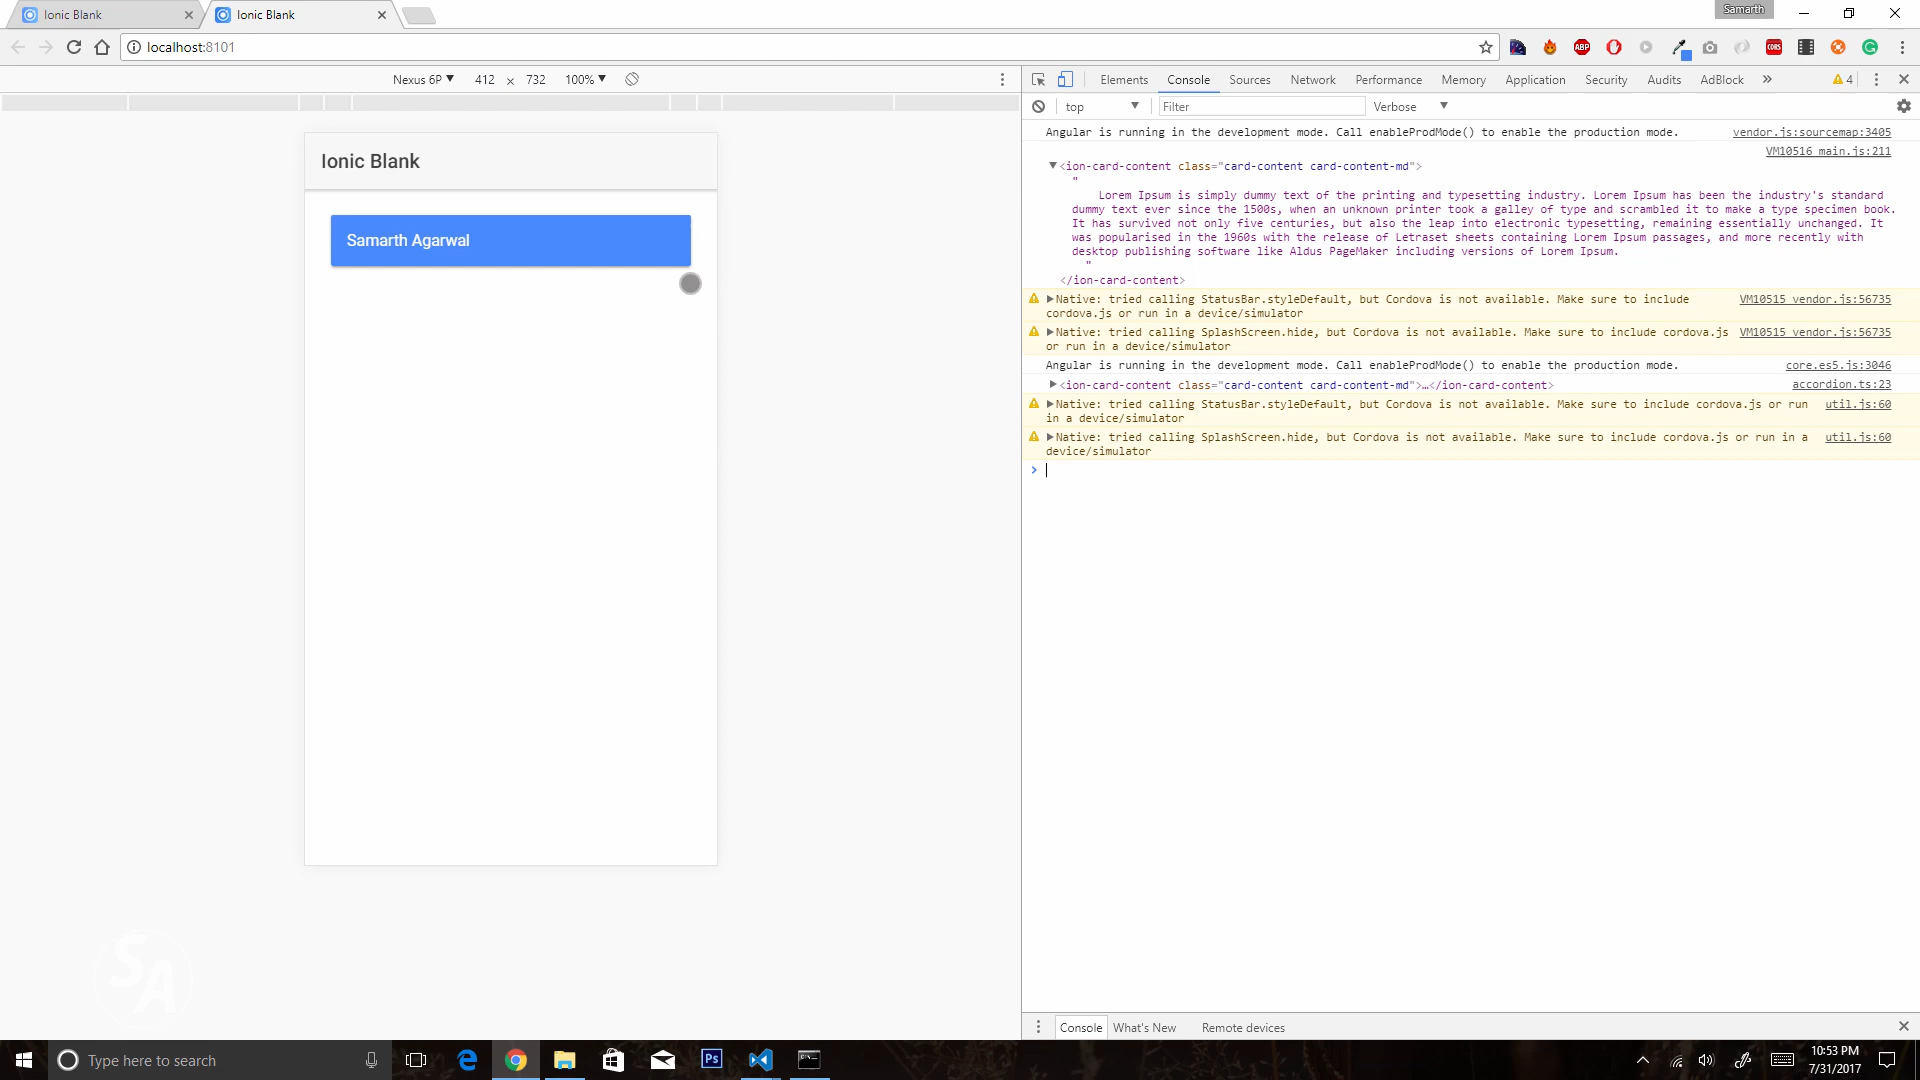 Ionic Blank
Ionic Blank
Samarth
localhost:8101
ABP
CORS
Nexus 6P 412 x 732 100%
Elements Console Sources Network Performance Memory Application Security Audits AdBlock 4
top Filter Verbose
Ionic Blank
Samarth Agarwal
Angular is running in the development mode. Call enableProdMode() to enable the production mode. vendor.js:sourcemap:3405
VM10516 main.js:211
<ion-card-content class="card-content card-content-md">
"
Lorem Ipsum is simply dummy text of the printing and typesetting industry. Lorem Ipsum has been the industry's standard
dummy text ever since the 1500s, when an unknown printer took a galley of type and scrambled it to make a type specimen book.
It has survived not only five centuries, but also the leap into electronic typesetting, remaining essentially unchanged. It
was popularised in the 1960s with the release of Letraset sheets containing Lorem Ipsum passages, and more recently with
desktop publishing software like Aldus PageMaker including versions of Lorem Ipsum.
"
</ion-card-content>
Native: tried calling StatusBar.styleDefault, but Cordova is not available. Make sure to include VM10515 vendor.js:56735
cordova.js or run in a device/simulator
Native: tried calling SplashScreen.hide, but Cordova is not available. Make sure to include cordova.js VM10515 vendor.js:56735
or run in a device/simulator
Angular is running in the development mode. Call enableProdMode() to enable the production mode. core.es5.js:3046
<ion-card-content class="card-content card-content-md">…</ion-card-content> accordion.ts:23
Native: tried calling StatusBar.styleDefault, but Cordova is not available. Make sure to include cordova.js or run util.js:60
in a device/simulator
Native: tried calling SplashScreen.hide, but Cordova is not available. Make sure to include cordova.js or run in a util.js:60
device/simulator
>
SA
Console What's New Remote devices
Type here to search
Ps
10:53 PM
7/31/2017